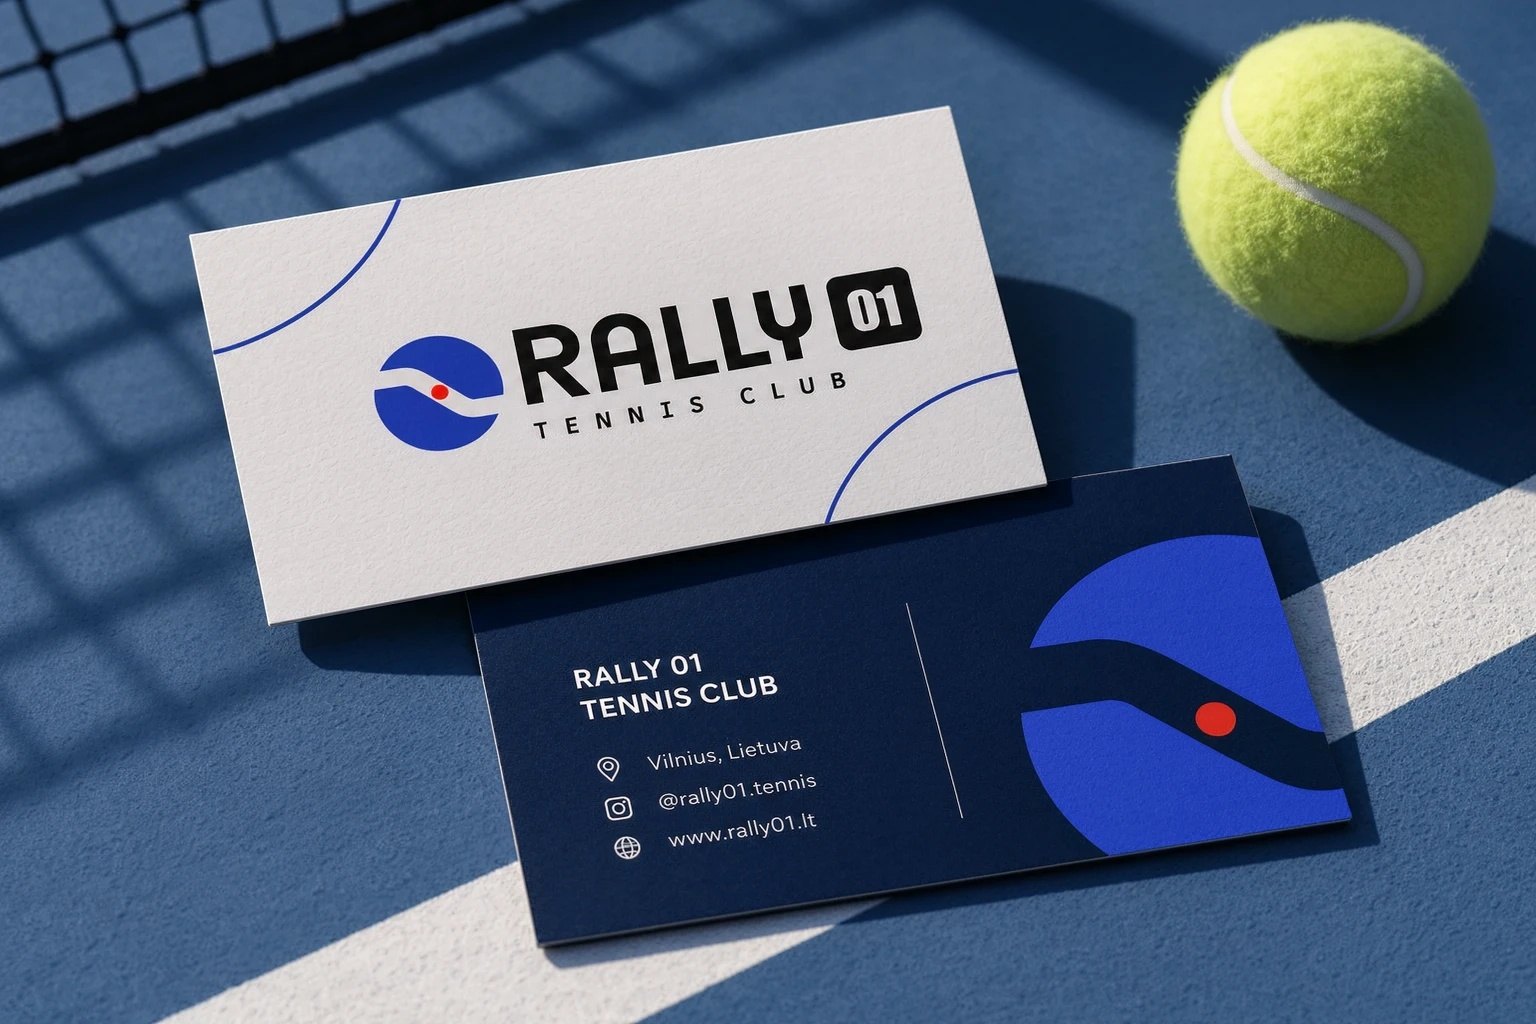 RALLY 01
TENNIS CLUB
RALLY 01
TENNIS CLUB
Vilnius, Lietuva
@rally01.tennis
www.rally01.lt